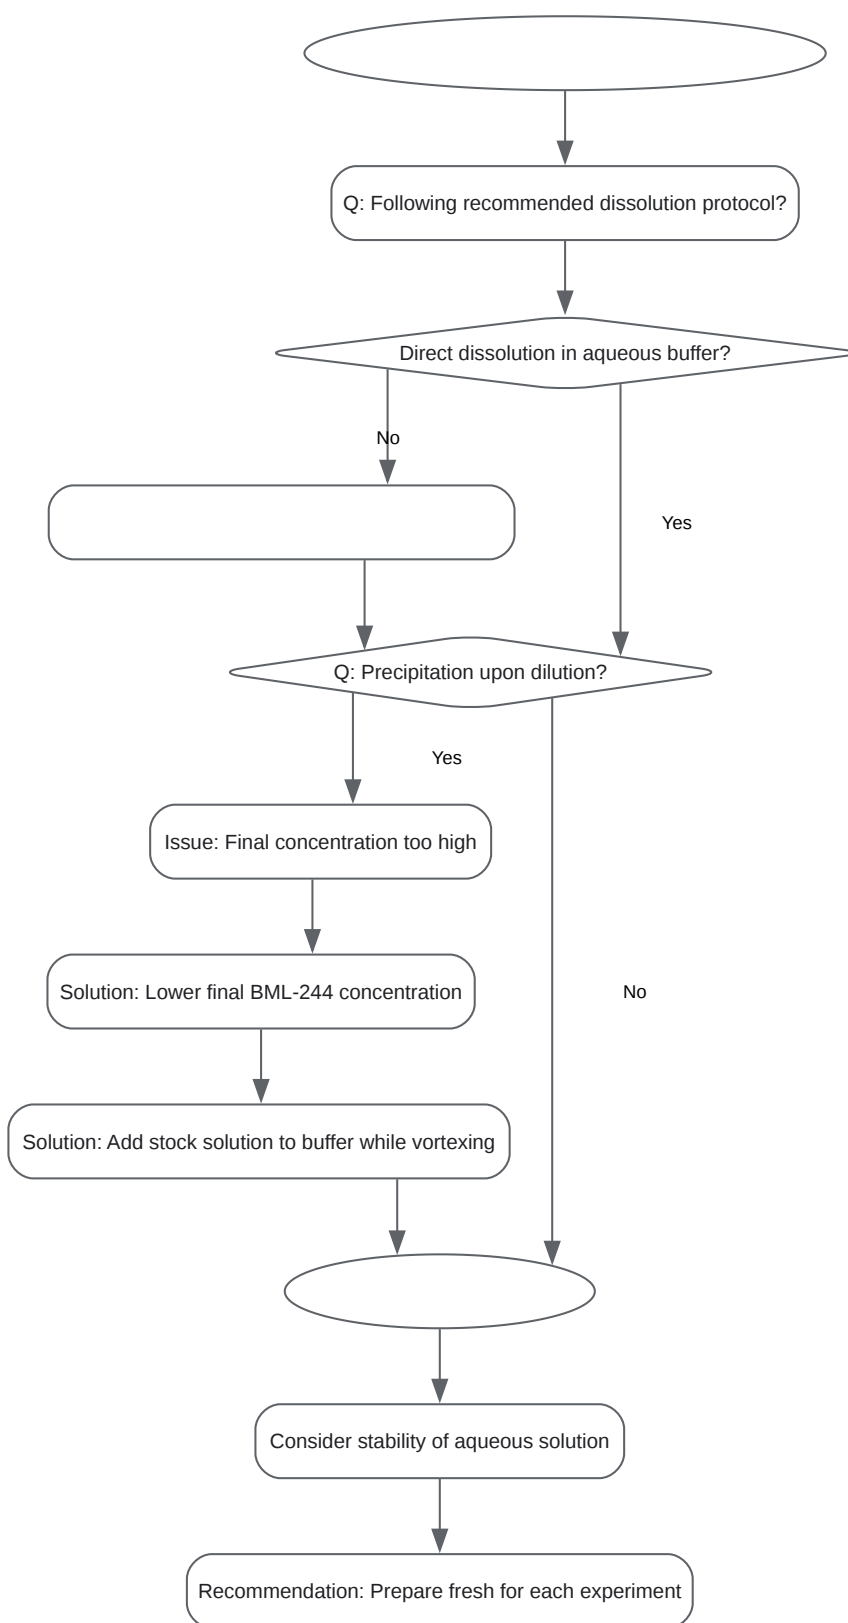 Q: Following recommended dissolution protocol?
Direct dissolution in aqueous buffer?
No
Yes
Q: Precipitation upon dilution?
Yes
Issue: Final concentration too high
Solution: Lower final BML-244 concentration
No
Solution: Add stock solution to buffer while vortexing
Consider stability of aqueous solution
Recommendation: Prepare fresh for each experiment